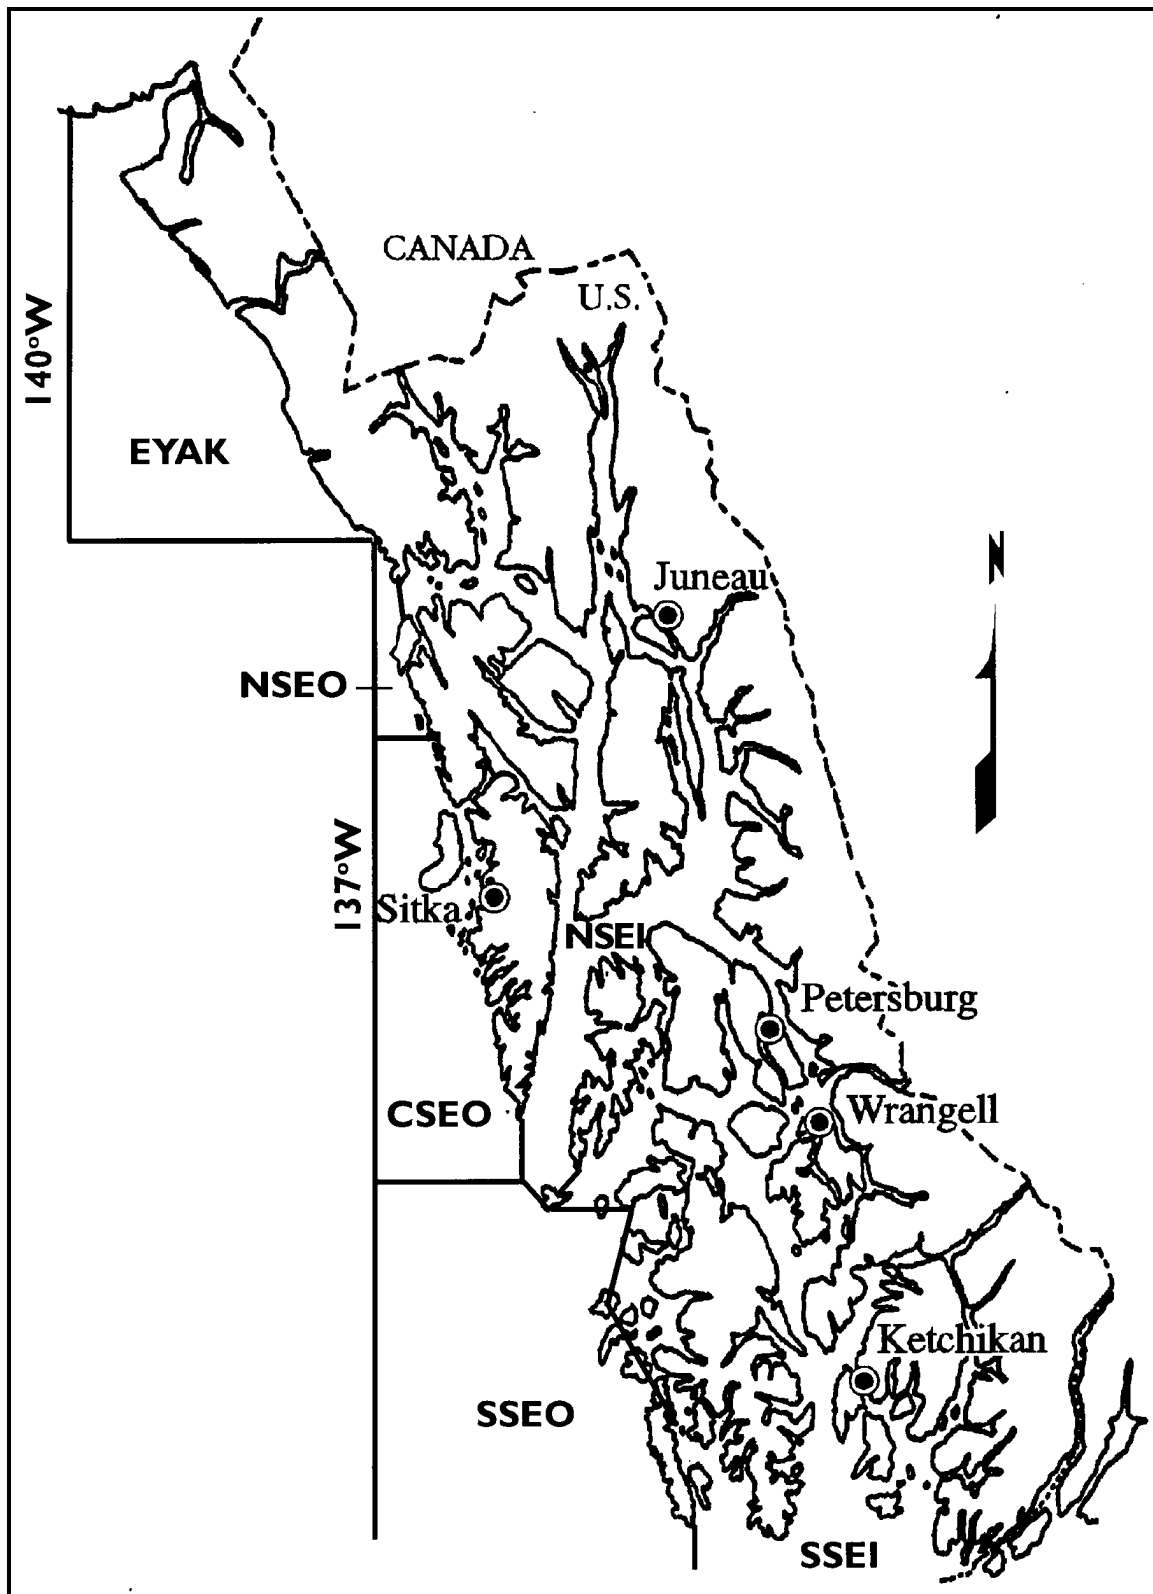 CANADA
U.S.
140°W
EYAK
N
Juneau
NSEO
137°W
Sitka
NSEI
Petersburg
CSEO
Wrangell
Ketchikan
SSEO
SSEI